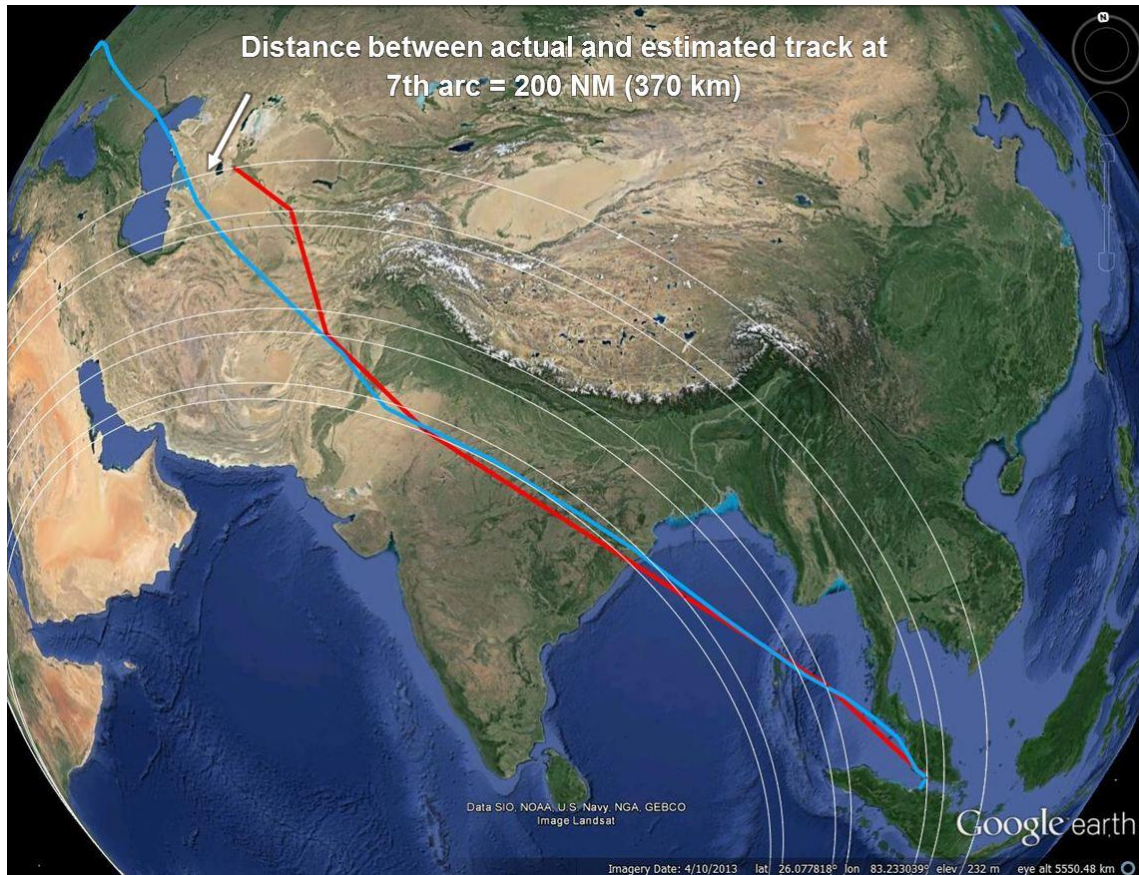 Distance between actual and estimated track at
7th arc = 200 NM (370 km)
N
Data SIO, NOAA, U.S. Navy, NGA, GEBCO
Image Landsat
Google earth
Imagery Date: 4/10/2013 lat 26.077818° lon 83.233039° elev 232 m eye alt 5550.48 km